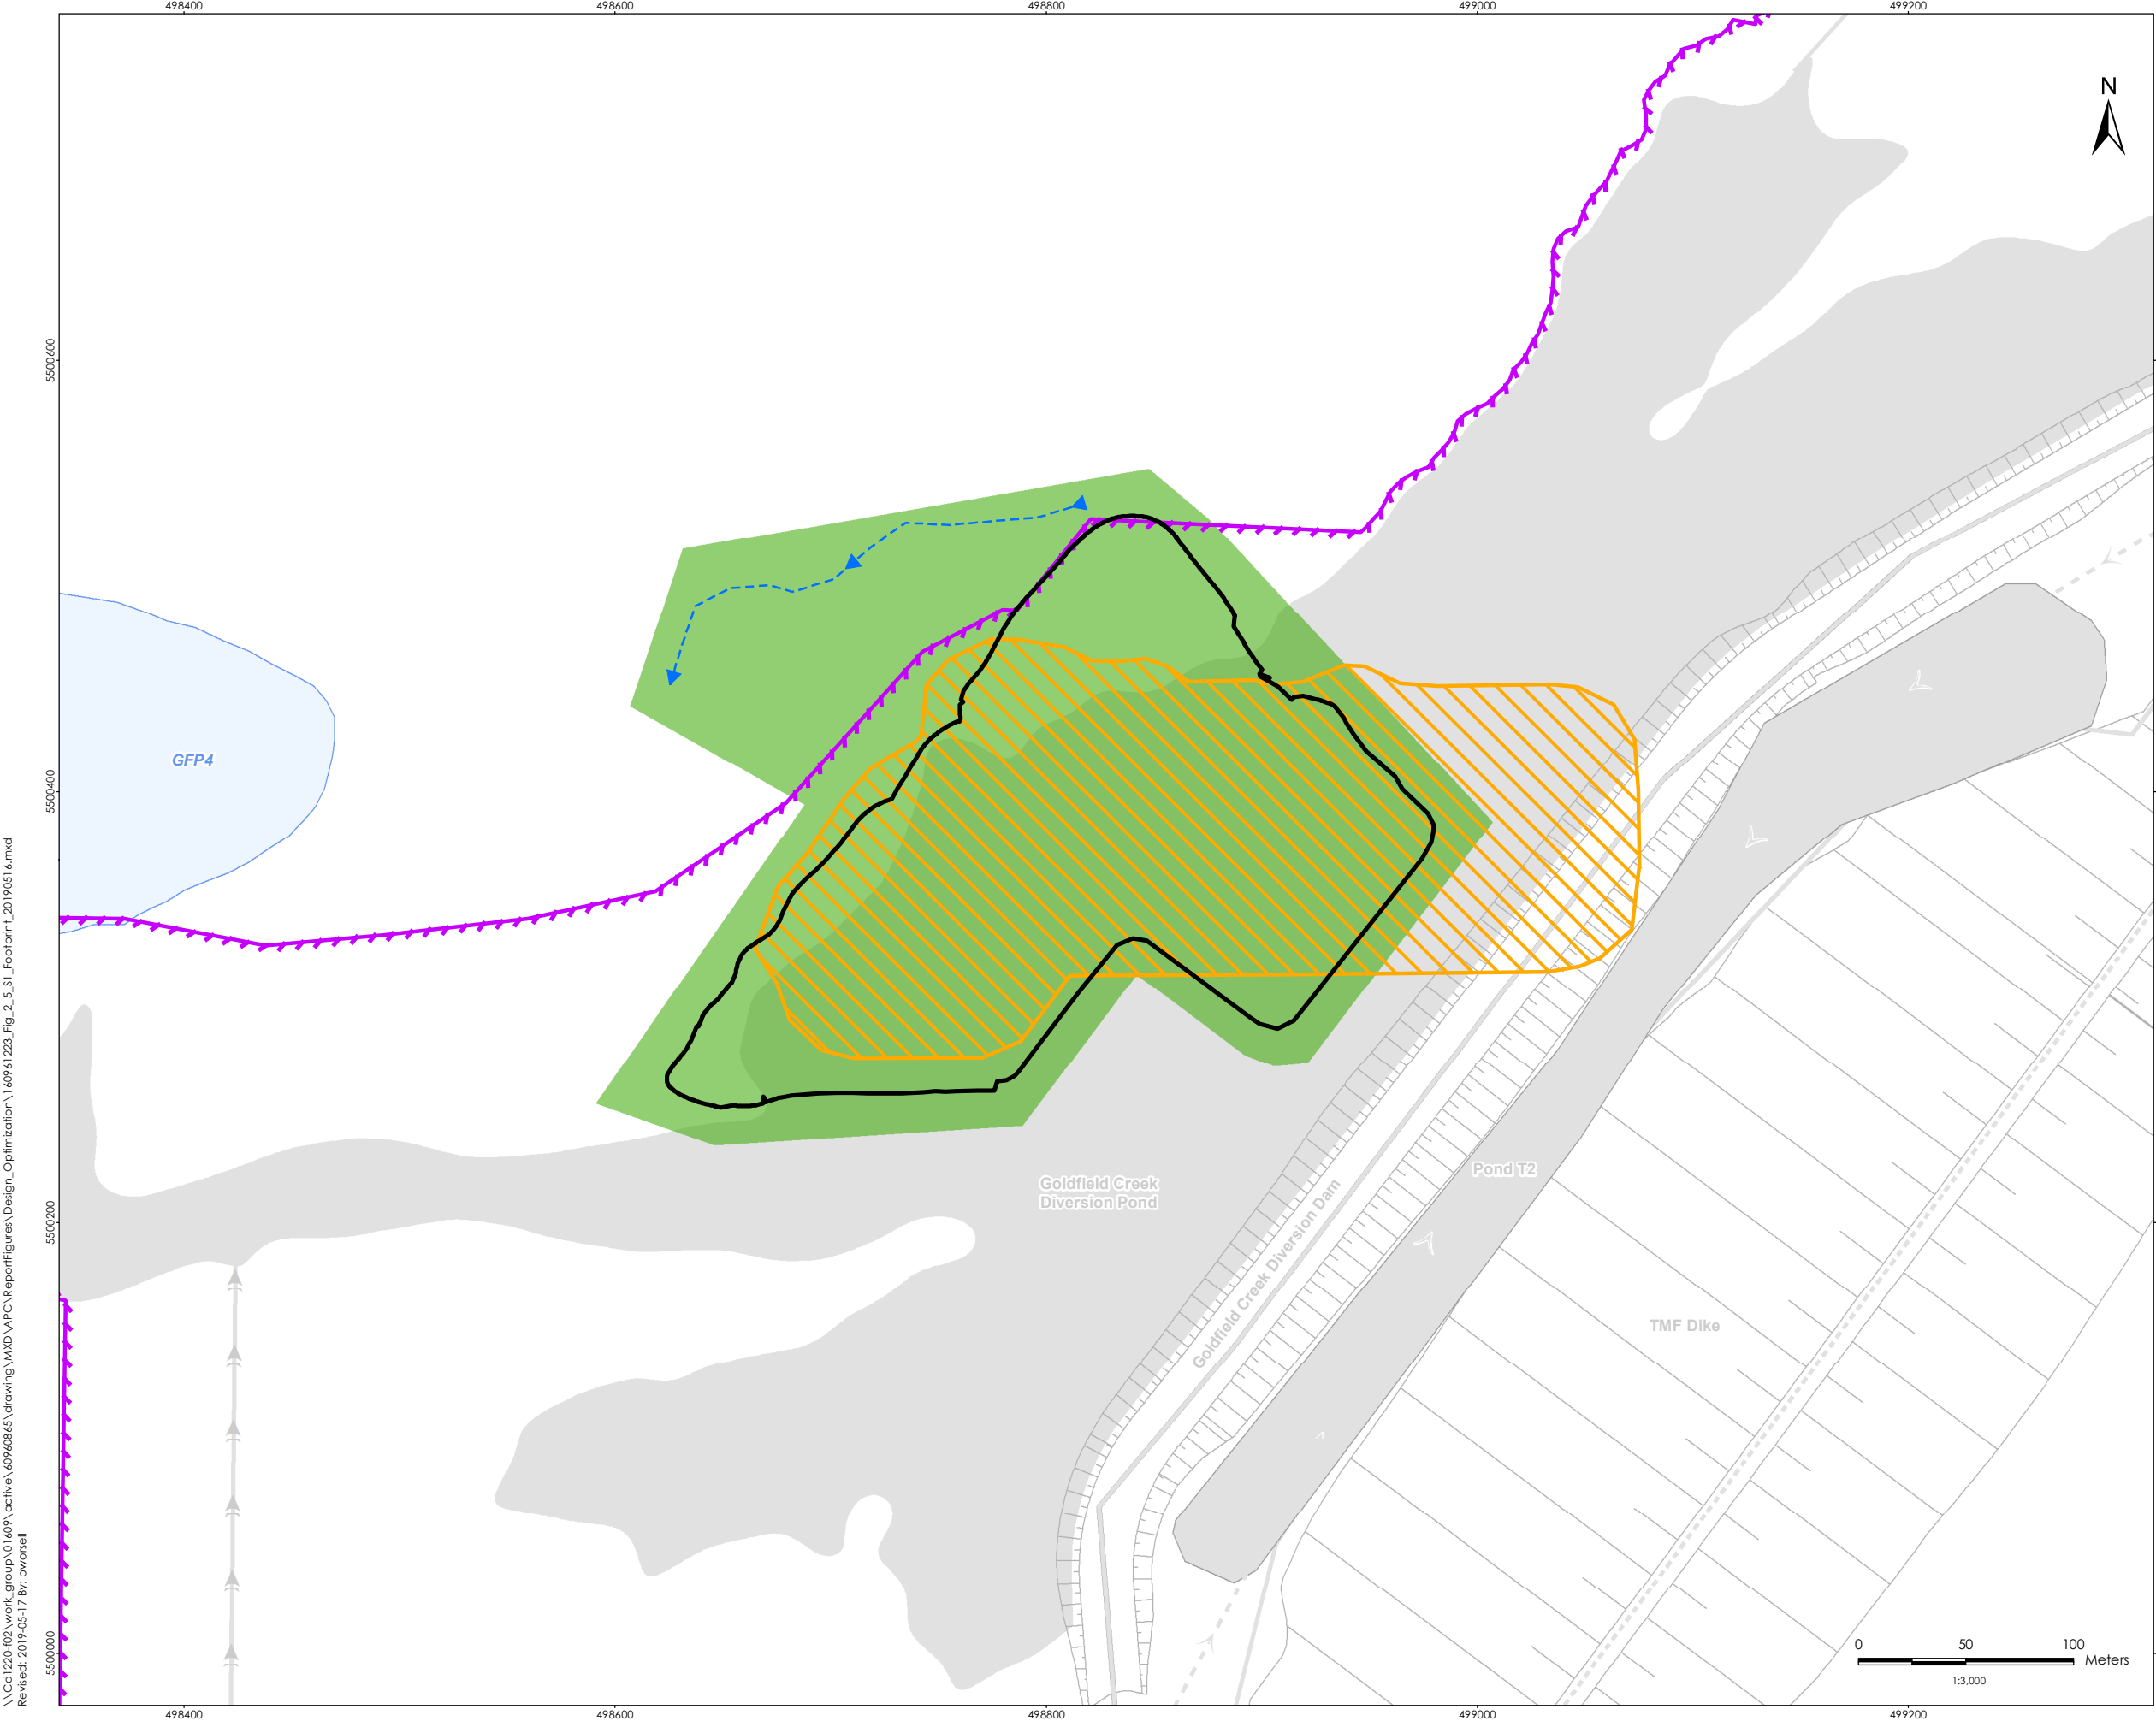 498400
498600
498800
499000
499200
N
5500600
GFP4
5500400
5500200
5500000
Goldfield Creek
Diversion Pond
Goldfield Creek Diversion Dam
Pond T2
TMF Dike
0 50 100
Meters
1:3,000
498400
498600
498800
499000
499200
\\Cd1220-f02\work_group\01609\active\60960865\drawing\MXD\APC\ReportFigures\Design_Optimization\160961223_Fig_2_5_S1_Footprint_20190516.mxd
Revised: 2019-05-17 By: pworsell